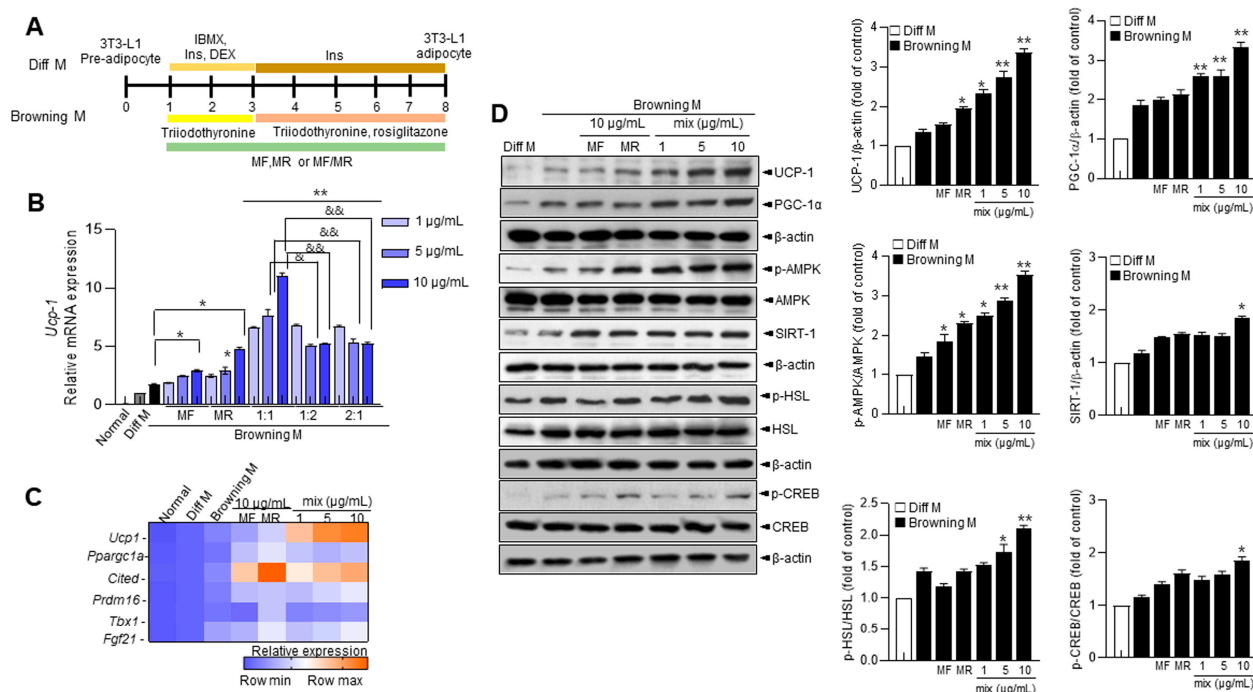 A
3T3-L1
Pre-adipocyte
IBMX,
Ins, DEX
Ins
3T3-L1
adipocyte
Diff M
0 1 2 3 4 5 6 7 8
Browning M
Triiodothyronine
Triiodothyronine, rosiglitazone
MF,MR or MF/MR
B
Ucp-1
Relative mRNA expression
15
10
5
0
**
&&
&&
&&
&
*
*
*
1 µg/mL
5 µg/mL
10 µg/mL
Normal
Diff M
MF MR 1:1 1:2 2:1
Browning M
C
Normal
Diff M
Browning M
10 µg/mL mix (µg/mL)
MF MR 1 5 10
Ucp1
Ppargc1a
Cited
Prdm16
Tbx1
Fgf21
Relative expression
Row min Row max
D
Browning M
10 µg/mL mix (µg/mL)
Diff M MF MR 1 5 10
UCP-1
PGC-1α
β-actin
p-AMPK
AMPK
SIRT-1
β-actin
p-HSL
HSL
β-actin
p-CREB
CREB
β-actin
UCP-1/β-actin (fold of control)
4
3
2
1
0
Diff M
Browning M
* * ** **
MF MR 1 5 10
mix (µg/mL)
PGC-1α/β-actin (fold of control)
4
3
2
1
0
Diff M
Browning M
** ** **
MF MR 1 5 10
mix (µg/mL)
p-AMPK/AMPK (fold of control)
4
3
2
1
0
Diff M
Browning M
* * * ** **
MF MR 1 5 10
mix (µg/mL)
SIRT-1/β-actin (fold of control)
3
2
1
0
Diff M
Browning M
*
MF MR 1 5 10
mix (µg/mL)
p-HSL/HSL (fold of control)
2.5
2.0
1.5
1.0
0.5
0.0
Diff M
Browning M
* **
MF MR 1 5 10
mix (µg/mL)
p-CREB/CREB (fold of control)
3
2
1
0
Diff M
Browning M
*
MF MR 1 5 10
mix (µg/mL)